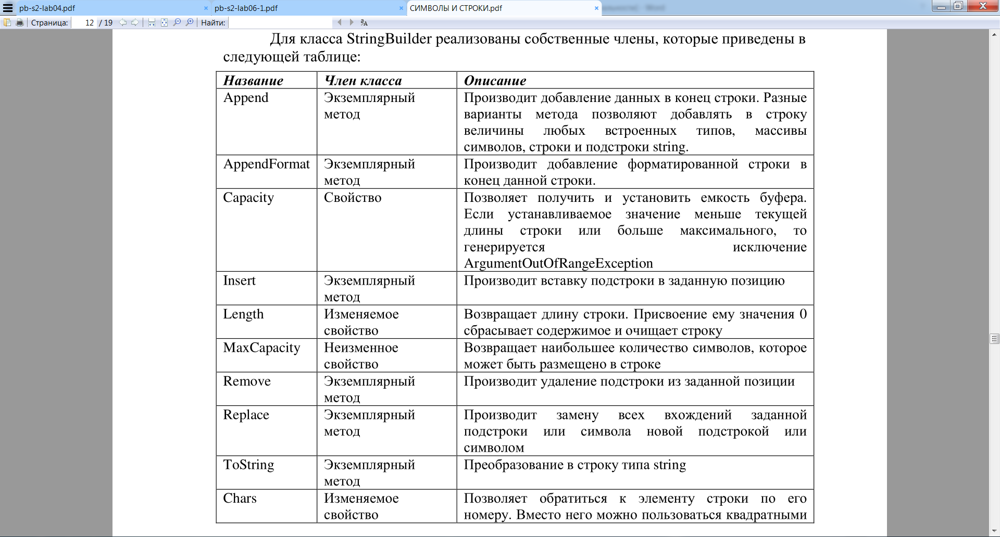 pb-s2-lab04.pdf
pb-s2-lab06-1.pdf
СИМВОЛЫ И СТРОКИ.pdf
Word
Страница: 12 / 19
Найти:
Для класса StringBuilder реализованы собственные члены, которые приведены в
следующей таблице:
Название Член класса Описание
Append
Экземплярный
метод
Производит добавление данных в конец строки. Разные
варианты метода позволяют добавлять в строку
величины любых встроенных типов, массивы
символов, строки и подстроки string.
AppendFormat
Экземплярный
метод
Производит добавление форматированной строки в
конец данной строки.
Capacity
Свойство
Позволяет получить и установить емкость буфера.
Если устанавливаемое значение меньше текущей
длины строки или больше максимального, то
генерируется исключение
ArgumentOutOfRangeException
Insert
Экземплярный
метод
Производит вставку подстроки в заданную позицию
Length
Изменяемое
свойство
Возвращает длину строки. Присвоение ему значения 0
сбрасывает содержимое и очищает строку
MaxCapacity
Неизменное
свойство
Возвращает наибольшее количество символов, которое
может быть размещено в строке
Remove
Экземплярный
метод
Производит удаление подстроки из заданной позиции
Replace
Экземплярный
метод
Производит замену всех вхождений заданной
подстроки или символа новой подстрокой или
символом
ToString
Экземплярный
метод
Преобразование в строку типа string
Chars
Изменяемое
свойство
Позволяет обратиться к элементу строки по его
номеру. Вместо него можно пользоваться квадратными